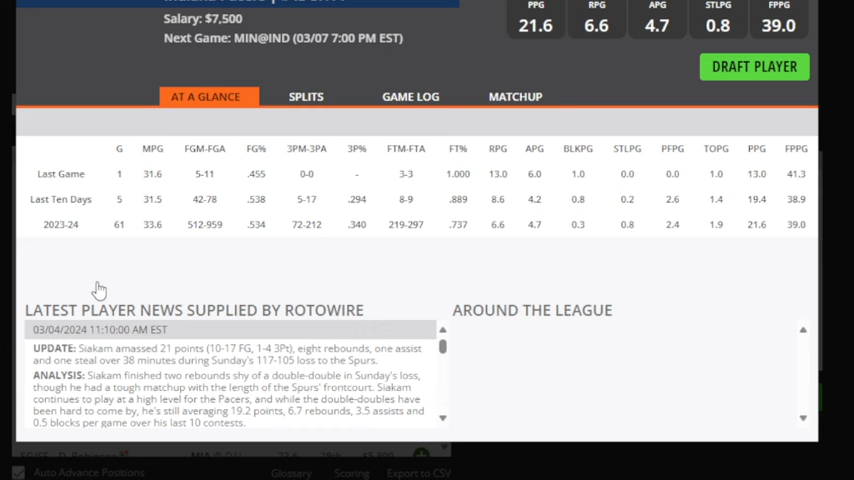 PPG RPG APG STLPG FPPG
Salary: $7,500
21.6 6.6 4.7 0.8 39.0
Next Game: MIN@IND (03/07 7:00 PM EST)
DRAFT PLAYER
AT A GLANCE SPLITS GAME LOG MATCHUP
G MPG FGM-FGA FG% 3PM-3PA 3P% FTM-FTA FT% RPG APG BLKPG STLPG PFPG TOPG PPG FPPG
Last Game 1 31.6 5-11 .455 0-0 - 3-3 1.000 13.0 6.0 1.0 0.0 0.0 1.0 13.0 41.3
Last Ten Days 5 31.5 42-78 .538 5-17 .294 8-9 .889 8.6 4.2 0.8 0.2 2.6 1.4 19.4 38.9
2023-24 61 33.6 512-959 .534 72-212 .340 219-297 .737 6.6 4.7 0.3 0.8 2.4 1.9 21.6 39.0
LATEST PLAYER NEWS SUPPLIED BY ROTOWIRE
AROUND THE LEAGUE
03/04/2024 11:10:00 AM EST
UPDATE: Siakam amassed 21 points (10-17 FG, 1-4 3Pt), eight rebounds, one assist
and one steal over 38 minutes during Sunday's 117-105 loss to the Spurs.
ANALYSIS: Siakam finished two rebounds shy of a double-double in Sunday's loss,
though he had a tough matchup with the length of the Spurs' frontcourt. Siakam
continues to play at a high level for the Pacers, and while the double-doubles have
been hard to come by, he's still averaging 19.2 points, 6.7 rebounds, 3.5 assists and
0.5 blocks per game over his last 10 contests.
Auto Advance Positions Glossary Scoring Export to CSV